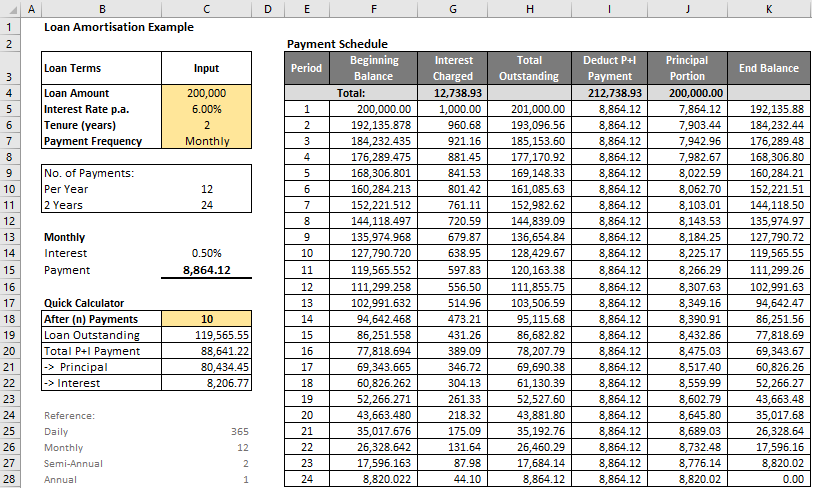 A B C D E F G H I J K
1 Loan Amortisation Example
2 Payment Schedule
3 Loan Terms Input Period Beginning Balance Interest Charged Total Outstanding Deduct P+I Payment Principal Portion End Balance
4 Loan Amount 200,000 Total: 12,738.93 212,738.93 200,000.00
5 Interest Rate p.a. 6.00% 1 200,000.00 1,000.00 201,000.00 8,864.12 7,864.12 192,135.88
6 Tenure (years) 2 2 192,135.878 960.68 193,096.56 8,864.12 7,903.44 184,232.44
7 Payment Frequency Monthly 3 184,232.435 921.16 185,153.60 8,864.12 7,942.96 176,289.48
8 4 176,289.475 881.45 177,170.92 8,864.12 7,982.67 168,306.80
9 No. of Payments: 5 168,306.801 841.53 169,148.33 8,864.12 8,022.59 160,284.21
10 Per Year 12 6 160,284.213 801.42 161,085.63 8,864.12 8,062.70 152,221.51
11 2 Years 24 7 152,221.512 761.11 152,982.62 8,864.12 8,103.01 144,118.50
12 8 144,118.497 720.59 144,839.09 8,864.12 8,143.53 135,974.97
13 Monthly 9 135,974.968 679.87 136,654.84 8,864.12 8,184.25 127,790.72
14 Interest 0.50% 10 127,790.720 638.95 128,429.67 8,864.12 8,225.17 119,565.55
15 Payment 8,864.12 11 119,565.552 597.83 120,163.38 8,864.12 8,266.29 111,299.26
16 12 111,299.258 556.50 111,855.75 8,864.12 8,307.63 102,991.63
17 Quick Calculator 13 102,991.632 514.96 103,506.59 8,864.12 8,349.16 94,642.47
18 After (n) Payments 10 14 94,642.468 473.21 95,115.68 8,864.12 8,390.91 86,251.56
19 Loan Outstanding 119,565.55 15 86,251.558 431.26 86,682.82 8,864.12 8,432.86 77,818.69
20 Total P+I Payment 88,641.22 16 77,818.694 389.09 78,207.79 8,864.12 8,475.03 69,343.67
21 -> Principal 80,434.45 17 69,343.665 346.72 69,690.38 8,864.12 8,517.40 60,826.26
22 -> Interest 8,206.77 18 60,826.262 304.13 61,130.39 8,864.12 8,559.99 52,266.27
23 19 52,266.271 261.33 52,527.60 8,864.12 8,602.79 43,663.48
24 Reference: 20 43,663.480 218.32 43,881.80 8,864.12 8,645.80 35,017.68
25 Daily 365 21 35,017.676 175.09 35,192.76 8,864.12 8,689.03 26,328.64
26 Monthly 12 22 26,328.642 131.64 26,460.29 8,864.12 8,732.48 17,596.16
27 Semi-Annual 2 23 17,596.163 87.98 17,684.14 8,864.12 8,776.14 8,820.02
28 Annual 1 24 8,820.022 44.10 8,864.12 8,864.12 8,820.02 0.00